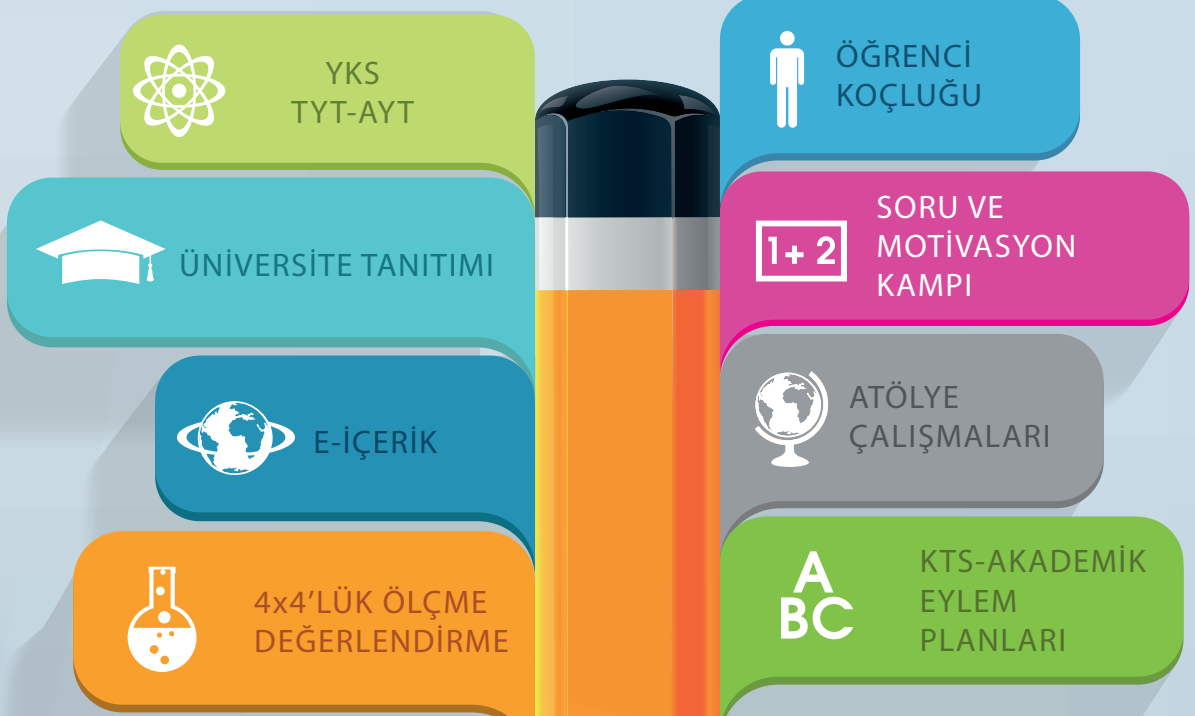 YKS
TYT-AYT
ÜNİVERSİTE TANITIMI
E-İÇERİK
4x4'LÜK ÖLÇME
DEĞERLENDİRME
ÖĞRENCİ
KOÇLUĞU
1+ 2
SORU VE
MOTİVASYON
KAMPI
ATÖLYE
ÇALIŞMALARI
A
BC
KTS-AKADEMİK
EYLEM
PLANLARI